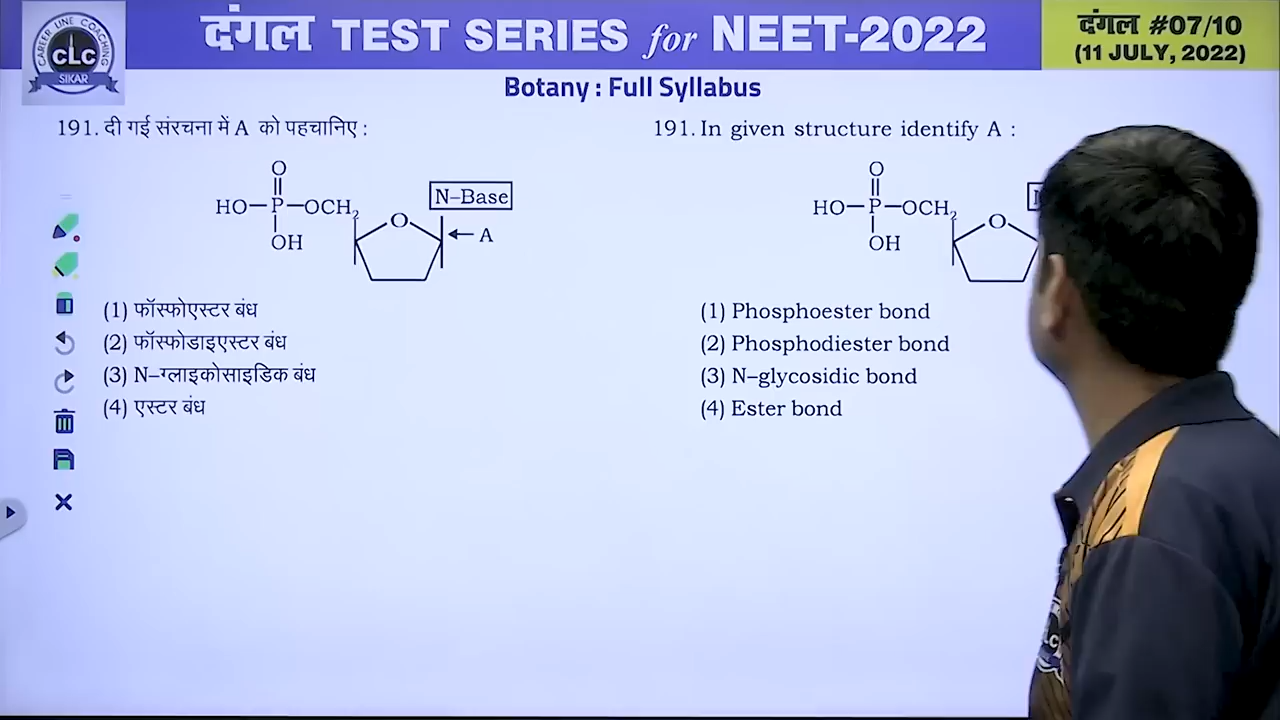 CAREER LINE COACHING
CLC
SIKAR
दंगल TEST SERIES for NEET-2022
दंगल #07/10
(11 JULY, 2022)
Botany : Full Syllabus
191. दी गई संरचना में A को पहचानिए :
O
N–Base
HO–P–OCH₂
O
A
OH
(1) फॉस्फोएस्टर बंध
(2) फॉस्फोडाइएस्टर बंध
(3) N–ग्लाइकोसाइडिक बंध
(4) एस्टर बंध
191. In given structure identify A :
O
HO–P–OCH₂
O
OH
(1) Phosphoester bond
(2) Phosphodiester bond
(3) N–glycosidic bond
(4) Ester bond